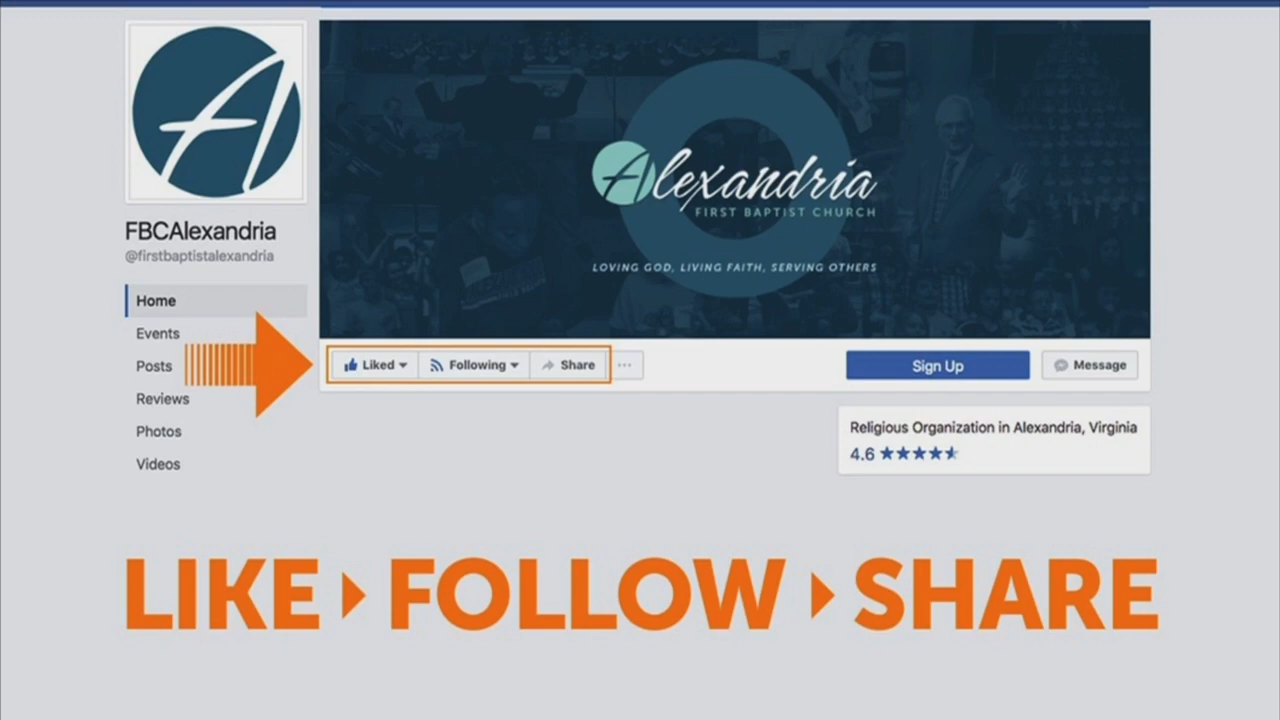 FBCAlexandria
@firstbaptistalexandria
Home
Events
Posts
Reviews
Photos
Videos
Alexandria
FIRST BAPTIST CHURCH
LOVING GOD, LIVING FAITH, SERVING OTHERS
Liked Following Share ... Sign Up Message
Religious Organization in Alexandria, Virginia
4.6
LIKE FOLLOW SHARE